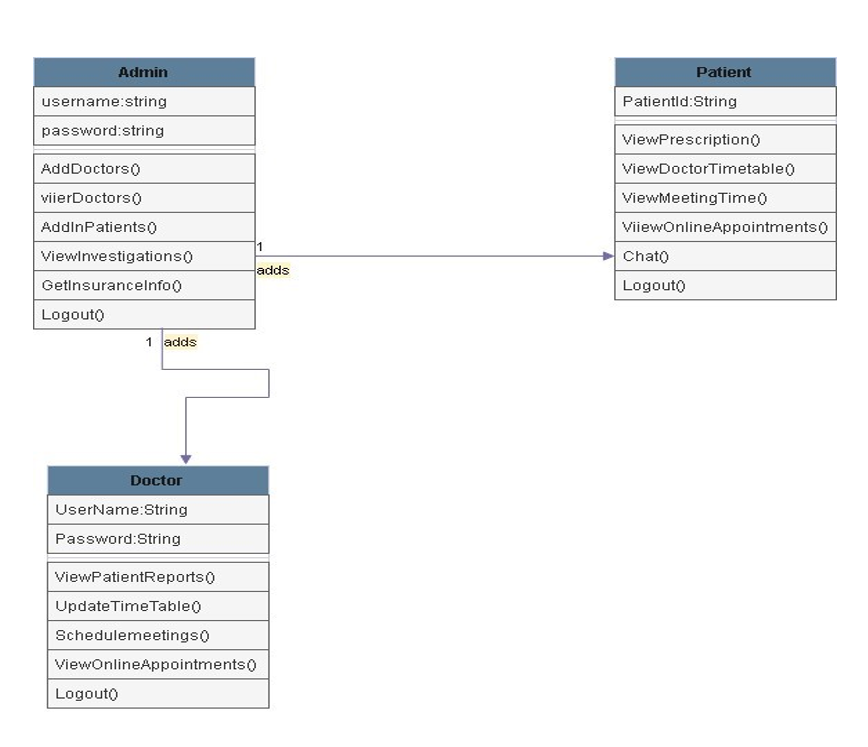 Admin
username:string
password:string
AddDoctors()
viierDoctors()
AddInPatients()
ViewInvestigations()
GetInsuranceInfo()
Logout()
1
adds
1 adds
Patient
PatientId:String
ViewPrescription()
ViewDoctorTimetable()
ViewMeetingTime()
ViiewOnlineAppointments()
Chat()
Logout()
Doctor
UserName:String
Password:String
ViewPatientReports()
UpdateTimeTable()
Schedulemeetings()
ViewOnlineAppointments()
Logout()